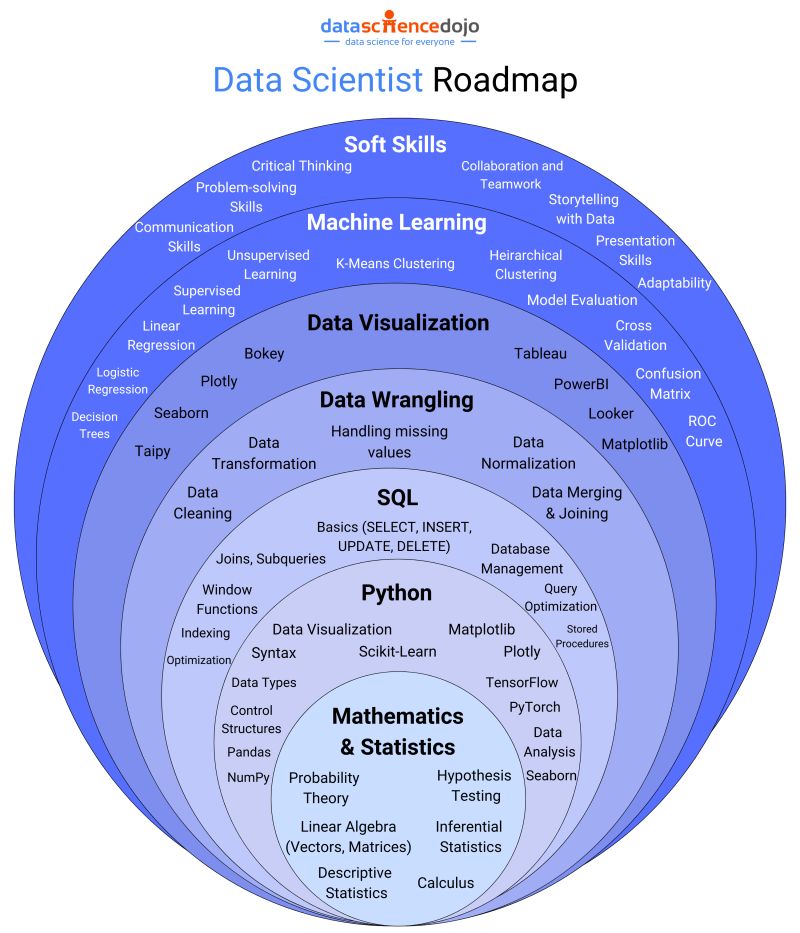 datasciencedojo
data science for everyone
Data Scientist Roadmap
Soft Skills
Critical Thinking
Problem-solving
Skills
Communication
Skills
Collaboration and
Teamwork
Storytelling
with Data
Presentation
Skills
Adaptability
Machine Learning
Unsupervised
Learning
K-Means Clustering
Heirarchical
Clustering
Supervised
Learning
Model Evaluation
Linear
Regression
Cross
Validation
Logistic
Regression
Confusion
Matrix
Decision
Trees
ROC
Curve
Data Visualization
Bokey
Tableau
Plotly
PowerBI
Seaborn
Looker
Taipy
Matplotlib
Data Wrangling
Handling missing
values
Data
Transformation
Data
Normalization
Data
Cleaning
Data Merging
& Joining
SQL
Basics (SELECT, INSERT,
UPDATE, DELETE)
Joins, Subqueries
Database
Management
Window
Functions
Query
Optimization
Indexing
Stored
Procedures
Optimization
Python
Data Visualization
Matplotlib
Syntax
Scikit-Learn
Plotly
Data Types
TensorFlow
Control
Structures
PyTorch
Pandas
Data
Analysis
NumPy
Seaborn
Mathematics
& Statistics
Probability
Theory
Hypothesis
Testing
Linear Algebra
(Vectors, Matrices)
Inferential
Statistics
Descriptive
Statistics
Calculus